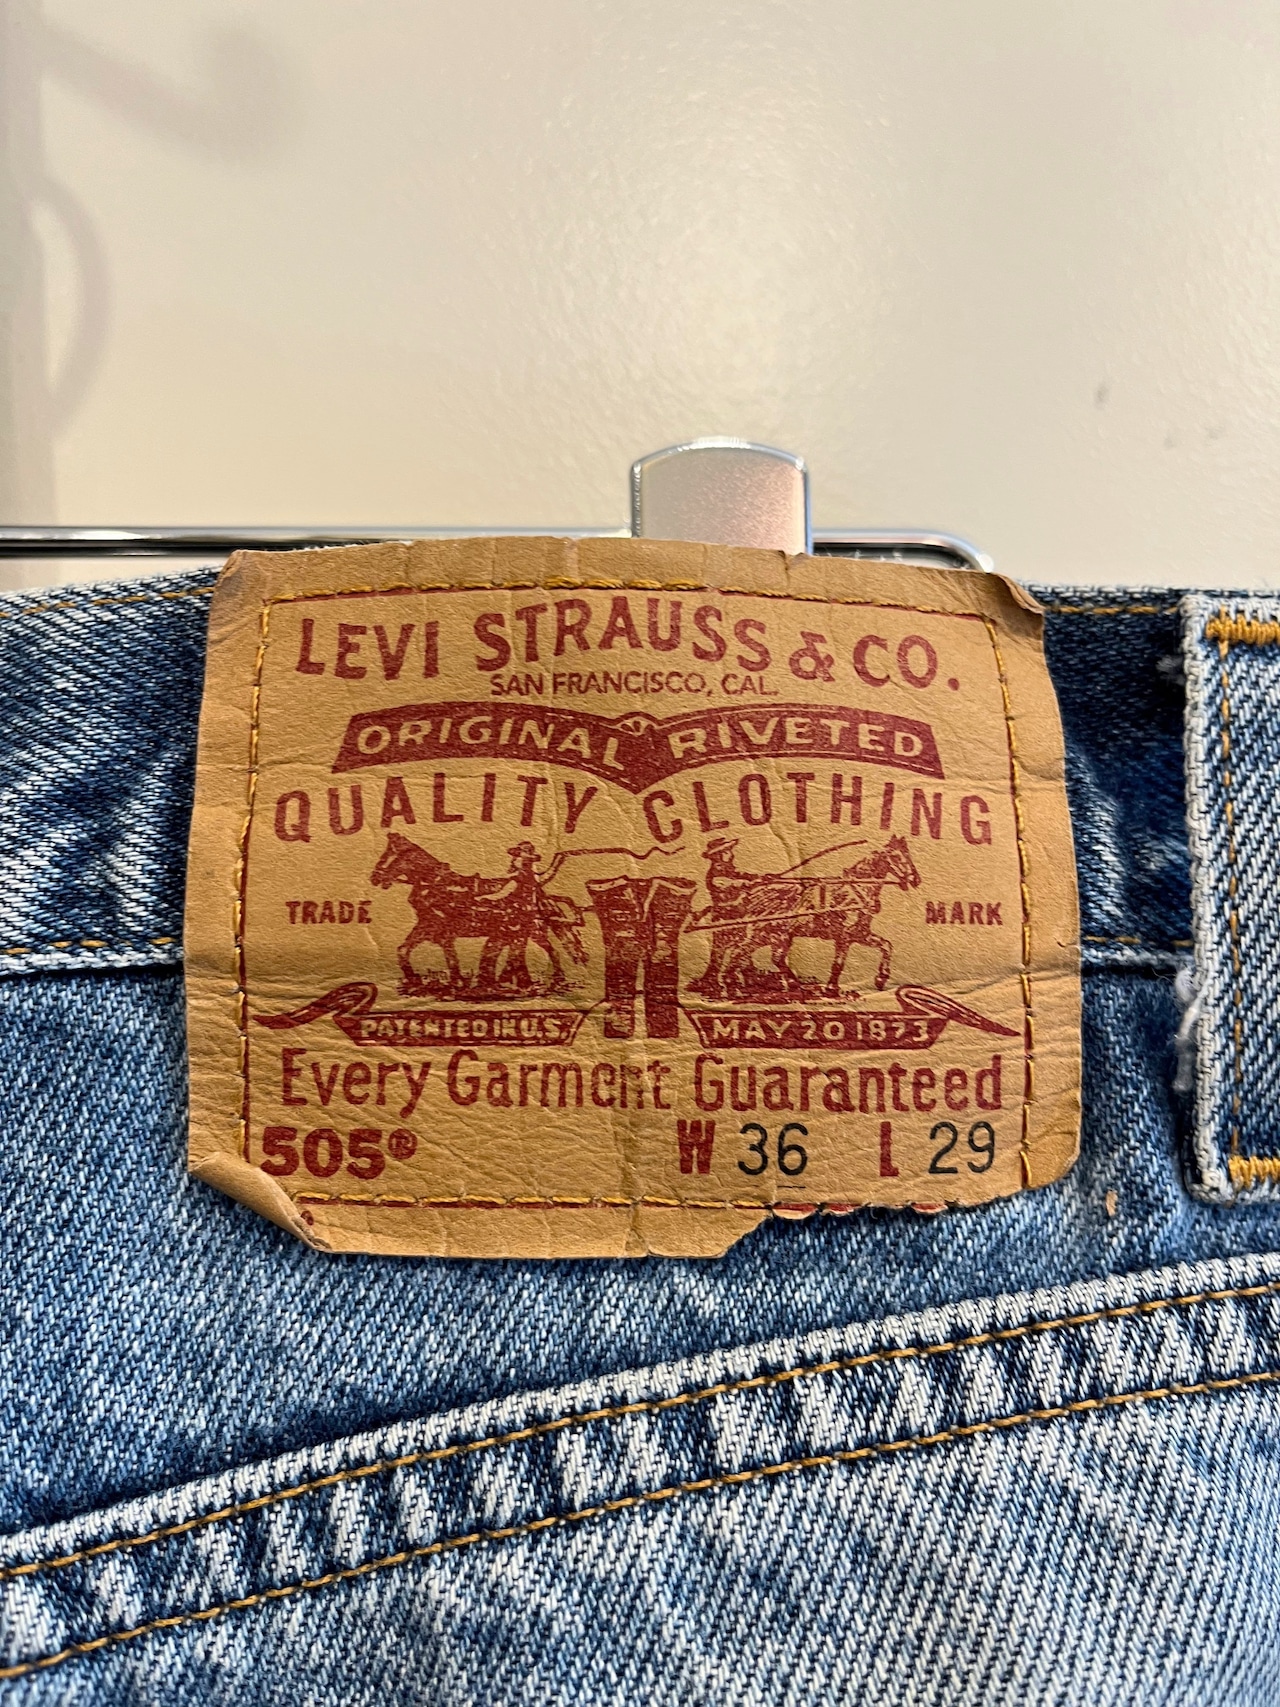 LEVI STRAUSS & CO.
SAN FRANCISCO, CAL.
ORIGINAL RIVETED
QUALITY CLOTHING
TRADE MARK
PATENTED IN U.S. MAY 20 1873
Every Garment Guaranteed
505® W 36 L 29